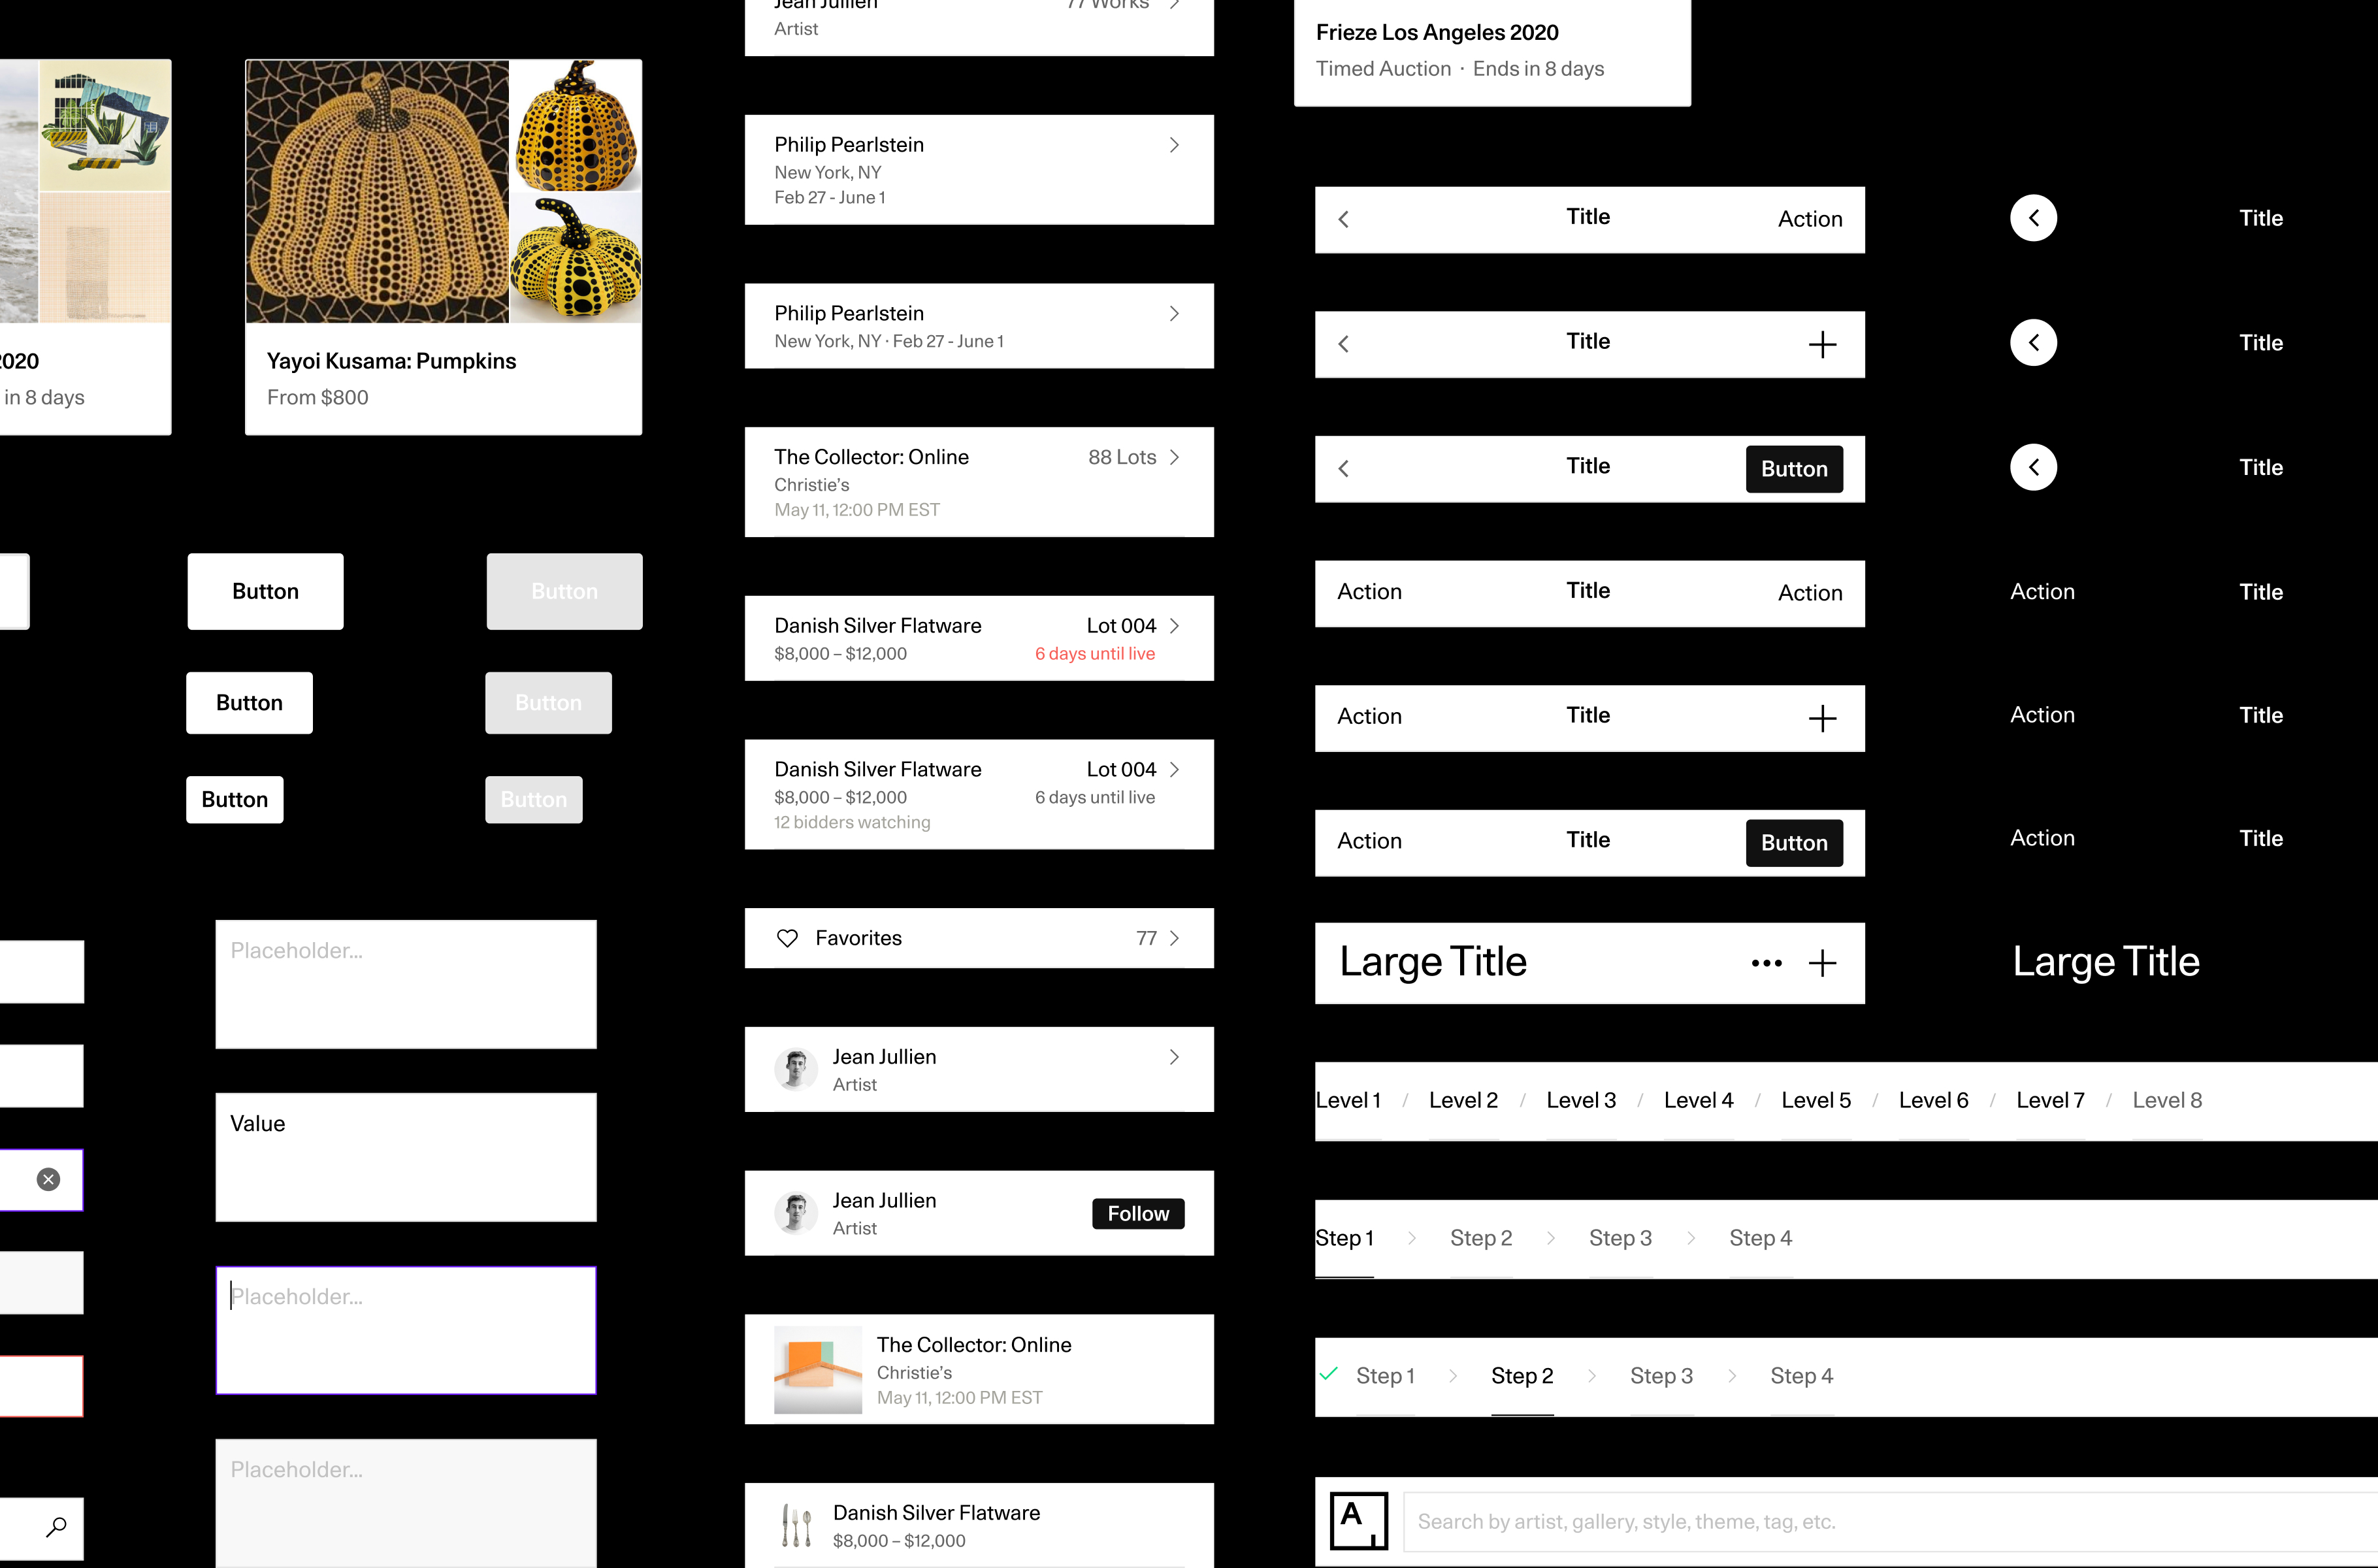 2020
in 8 days
Yayoi Kusama: Pumpkins
From $800
Button
Button
Button
Button
Button
Button
Placeholder...
Value
Placeholder...
Placeholder...
Jean Jullien
77 Works
Artist
Philip Pearlstein
New York, NY
Feb 27 - June 1
Philip Pearlstein
New York, NY · Feb 27 - June 1
The Collector: Online
88 Lots
Christie’s
May 11, 12:00 PM EST
Danish Silver Flatware
Lot 004
$8,000 – $12,000
6 days until live
Danish Silver Flatware
Lot 004
$8,000 – $12,000
6 days until live
12 bidders watching
Favorites
77
Jean Jullien
Artist
Jean Jullien
Artist
Follow
The Collector: Online
Christie’s
May 11, 12:00 PM EST
Danish Silver Flatware
$8,000 – $12,000
Frieze Los Angeles 2020
Timed Auction · Ends in 8 days
Title
Action
Title
Title
Title
Title
Button
Title
Action
Title
Action
Action
Title
Action
Title
Action
Title
Action
Title
Button
Action
Title
Large Title
Large Title
Level 1 / Level 2 / Level 3 / Level 4 / Level 5 / Level 6 / Level 7 / Level 8
Step 1
Step 2
Step 3
Step 4
Step 1
Step 2
Step 3
Step 4
A
Search by artist, gallery, style, theme, tag, etc.